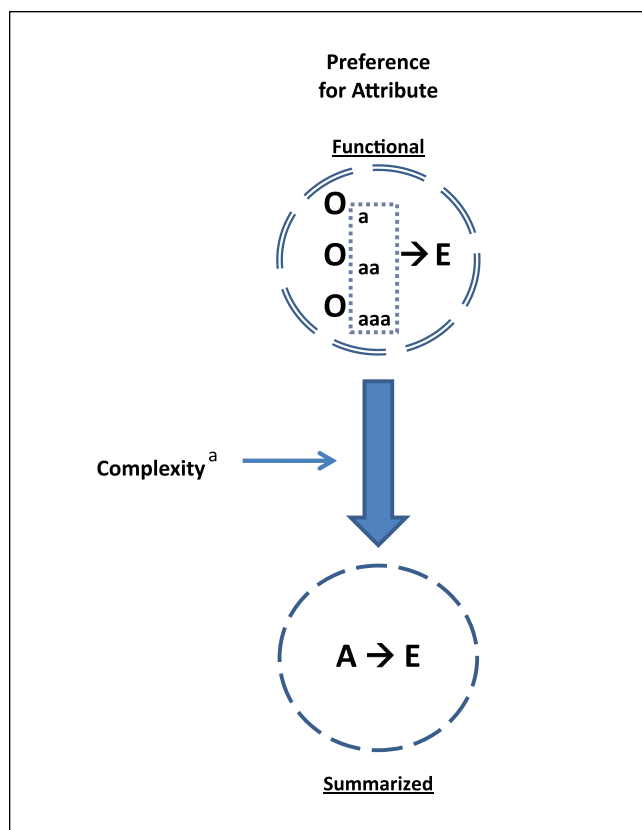 Preference
for Attribute
Functional
O a
O aa → E
O aaa
Complexity a
A → E
Summarized